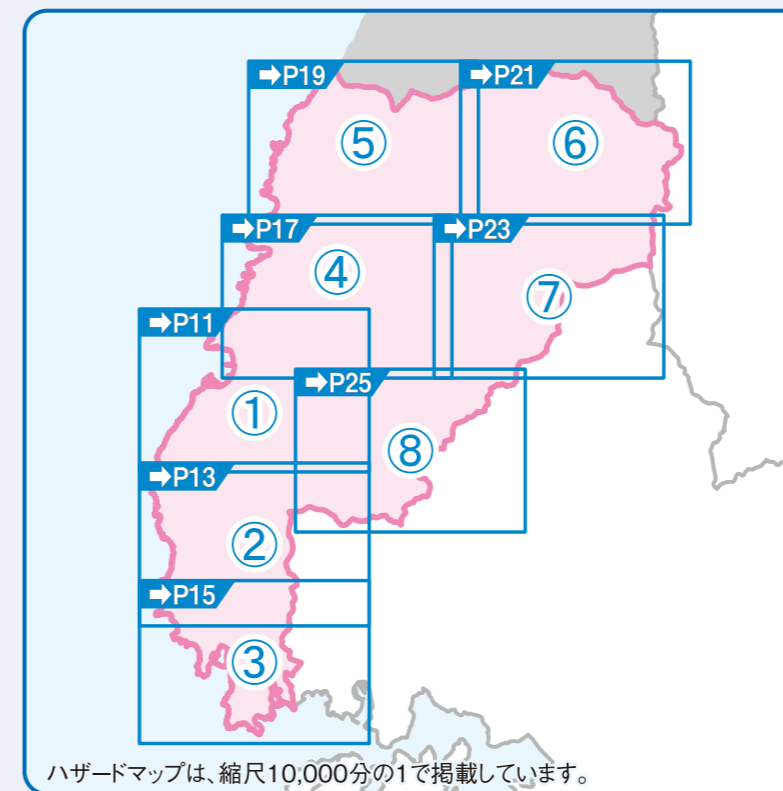 ➡P19
➡P21
⑤
⑥
➡P17
➡P23
④
⑦
➡P11
➡P25
①
⑧
➡P13
②
➡P15
③
ハザードマップは、縮尺10,000分の1で掲載しています。